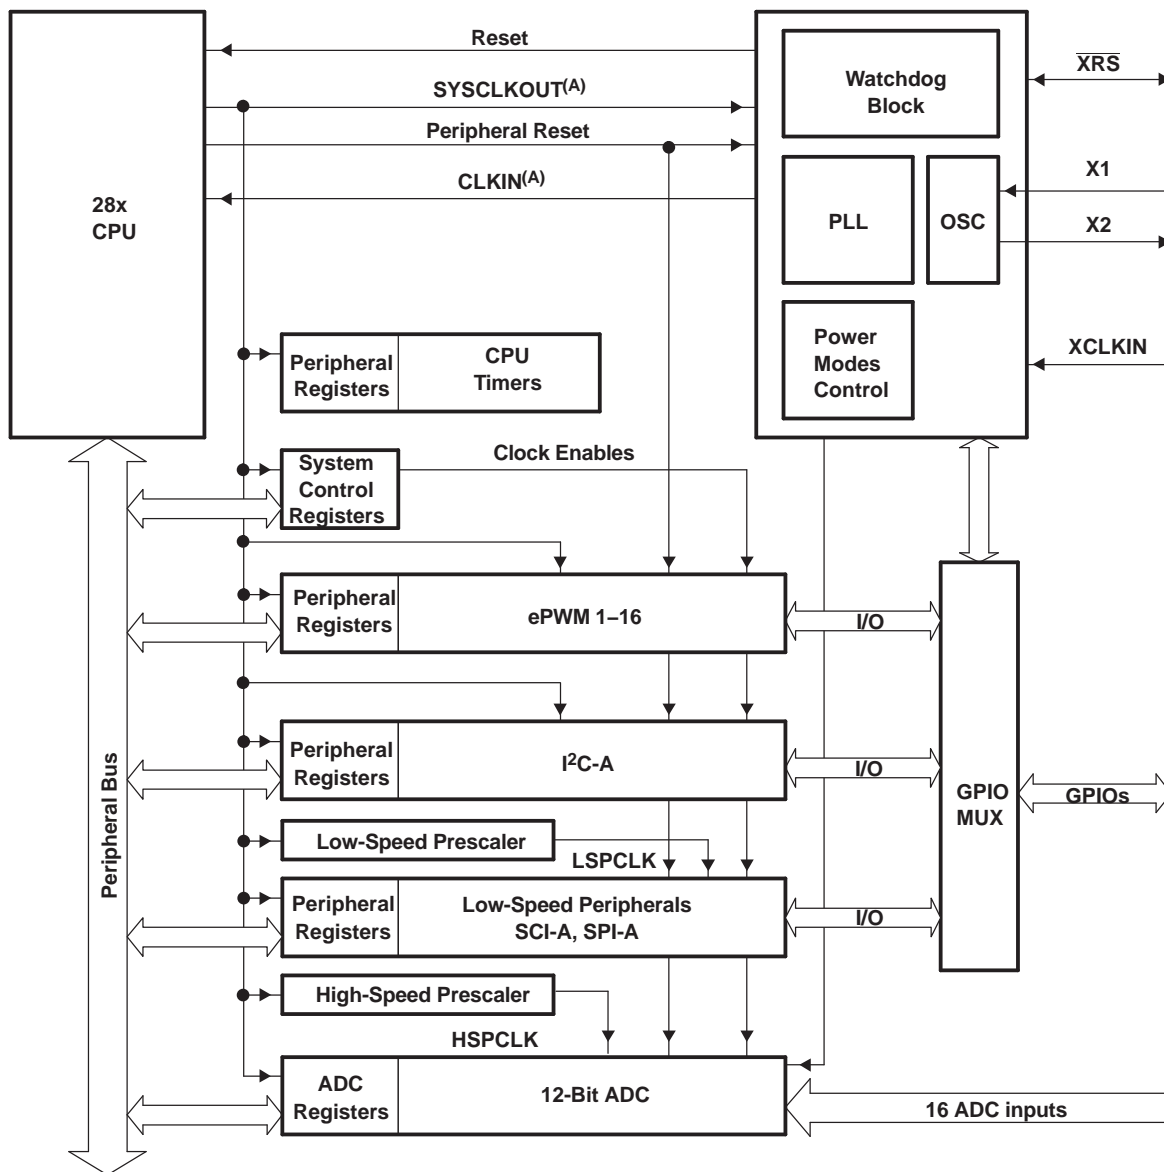 Reset
Watchdog
Block
XRS
SYSCLKOUT(A)
Peripheral Reset
28x
CPU
CLKIN(A)
PLL
OSC
X1
X2
Peripheral
Registers
CPU
Timers
Power
Modes
Control
XCLKIN
System
Control
Registers
Clock Enables
Peripheral
Registers
ePWM 1–16
I/O
Peripheral Bus
Peripheral
Registers
I2C-A
I/O
GPIO
MUX
GPIOs
Low-Speed Prescaler
LSPCLK
Peripheral
Registers
Low-Speed Peripherals
SCI-A, SPI-A
I/O
High-Speed Prescaler
HSPCLK
ADC
Registers
12-Bit ADC
16 ADC inputs